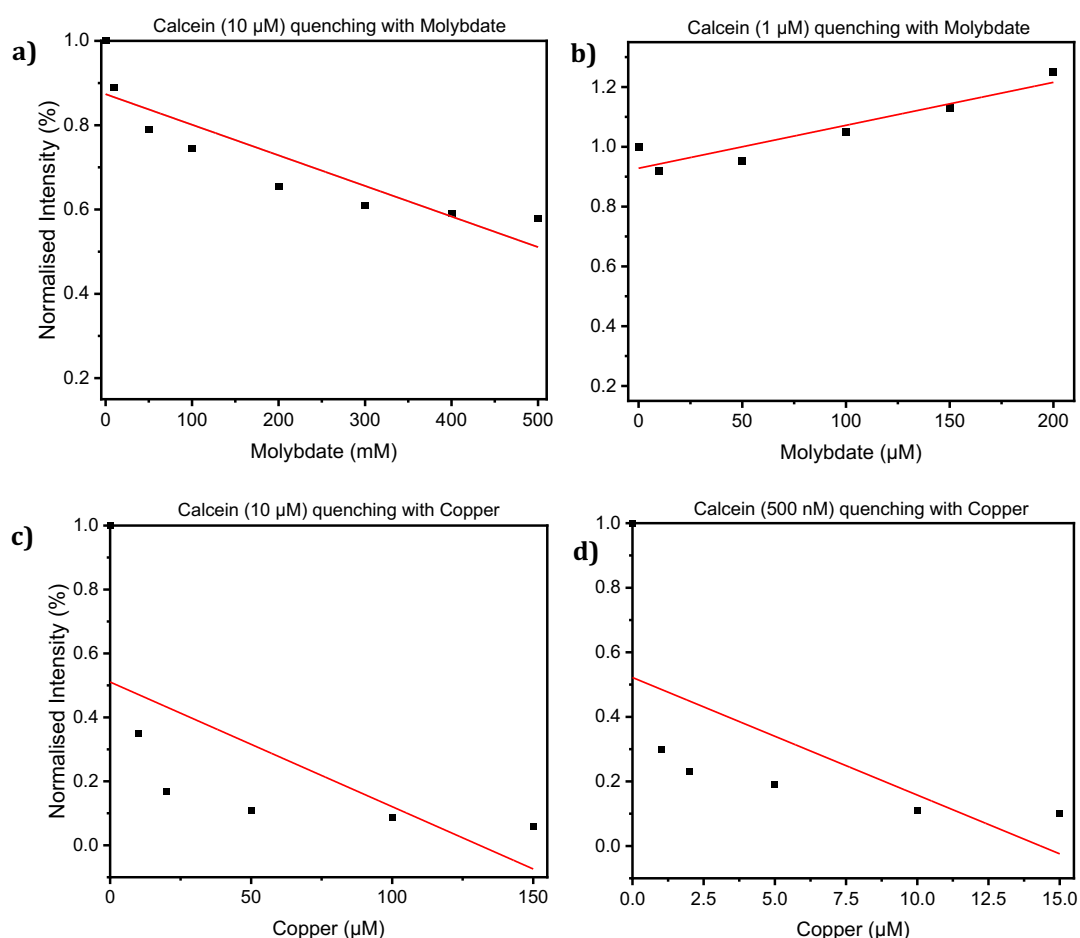 Calcein (10 µM) quenching with Molybdate
a)
1.0
0.8
0.6
0.4
0.2
Normalised Intensity (%)
0 100 200 300 400 500
Molybdate (mM)
Calcein (1 µM) quenching with Molybdate
b)
1.2
1.0
0.8
0.6
0.4
0.2
0 50 100 150 200
Molybdate (µM)
Calcein (10 µM) quenching with Copper
c)
1.0
0.8
0.6
0.4
0.2
0.0
Normalised Intensity (%)
0 50 100 150
Copper (µM)
Calcein (500 nM) quenching with Copper
d)
1.0
0.8
0.6
0.4
0.2
0.0
0.0 2.5 5.0 7.5 10.0 12.5 15.0
Copper (µM)